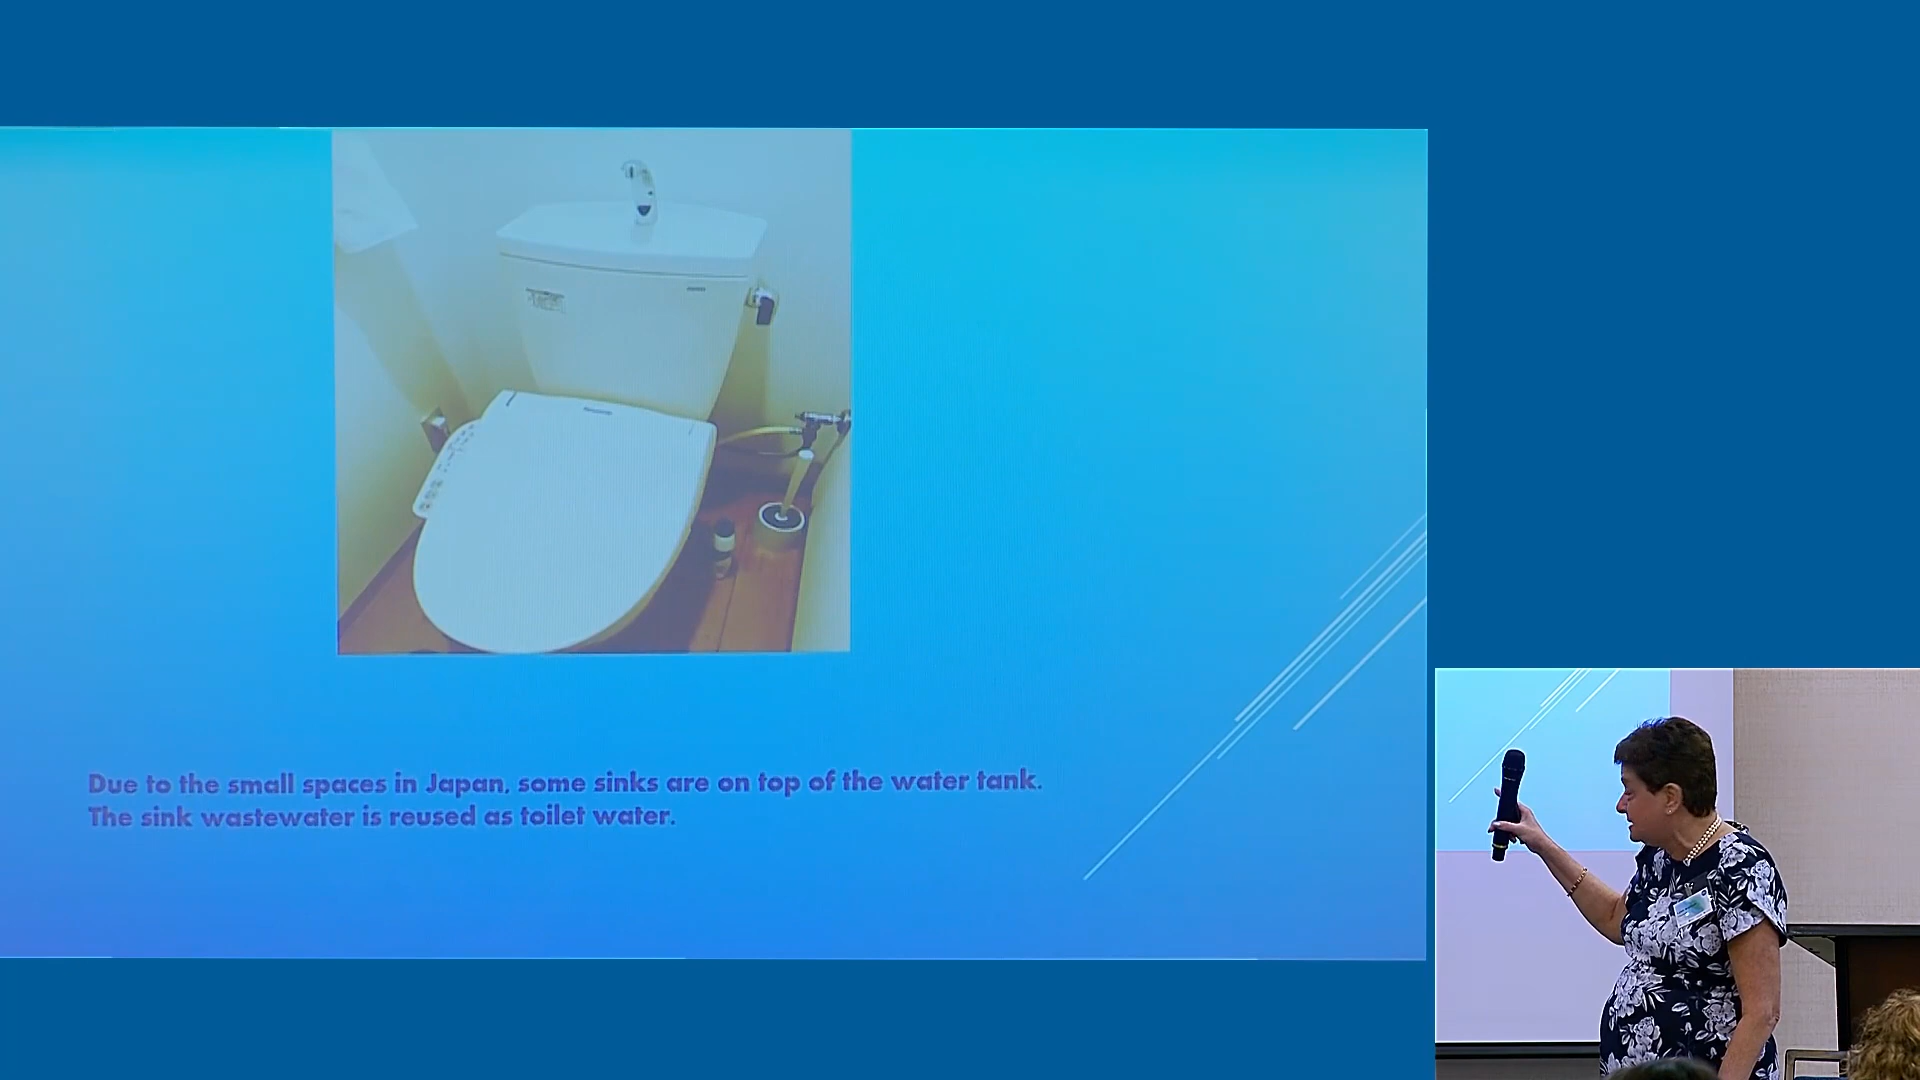 Due to the small spaces in Japan, some sinks are on top of the water tank.
The sink wastewater is reused as toilet water.